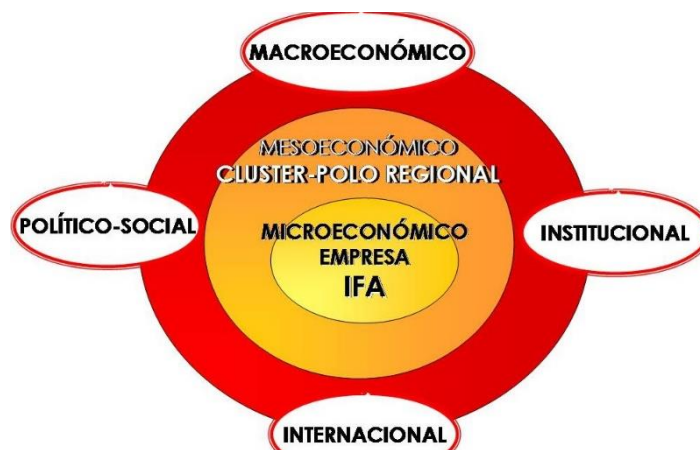 MACROECONÓMICO
MESOECONÓMICO
CLUSTER-POLO REGIONAL
POLÍTICO-SOCIAL
MICROECONÓMICO
EMPRESA
IFA
INSTITUCIONAL
INTERNACIONAL